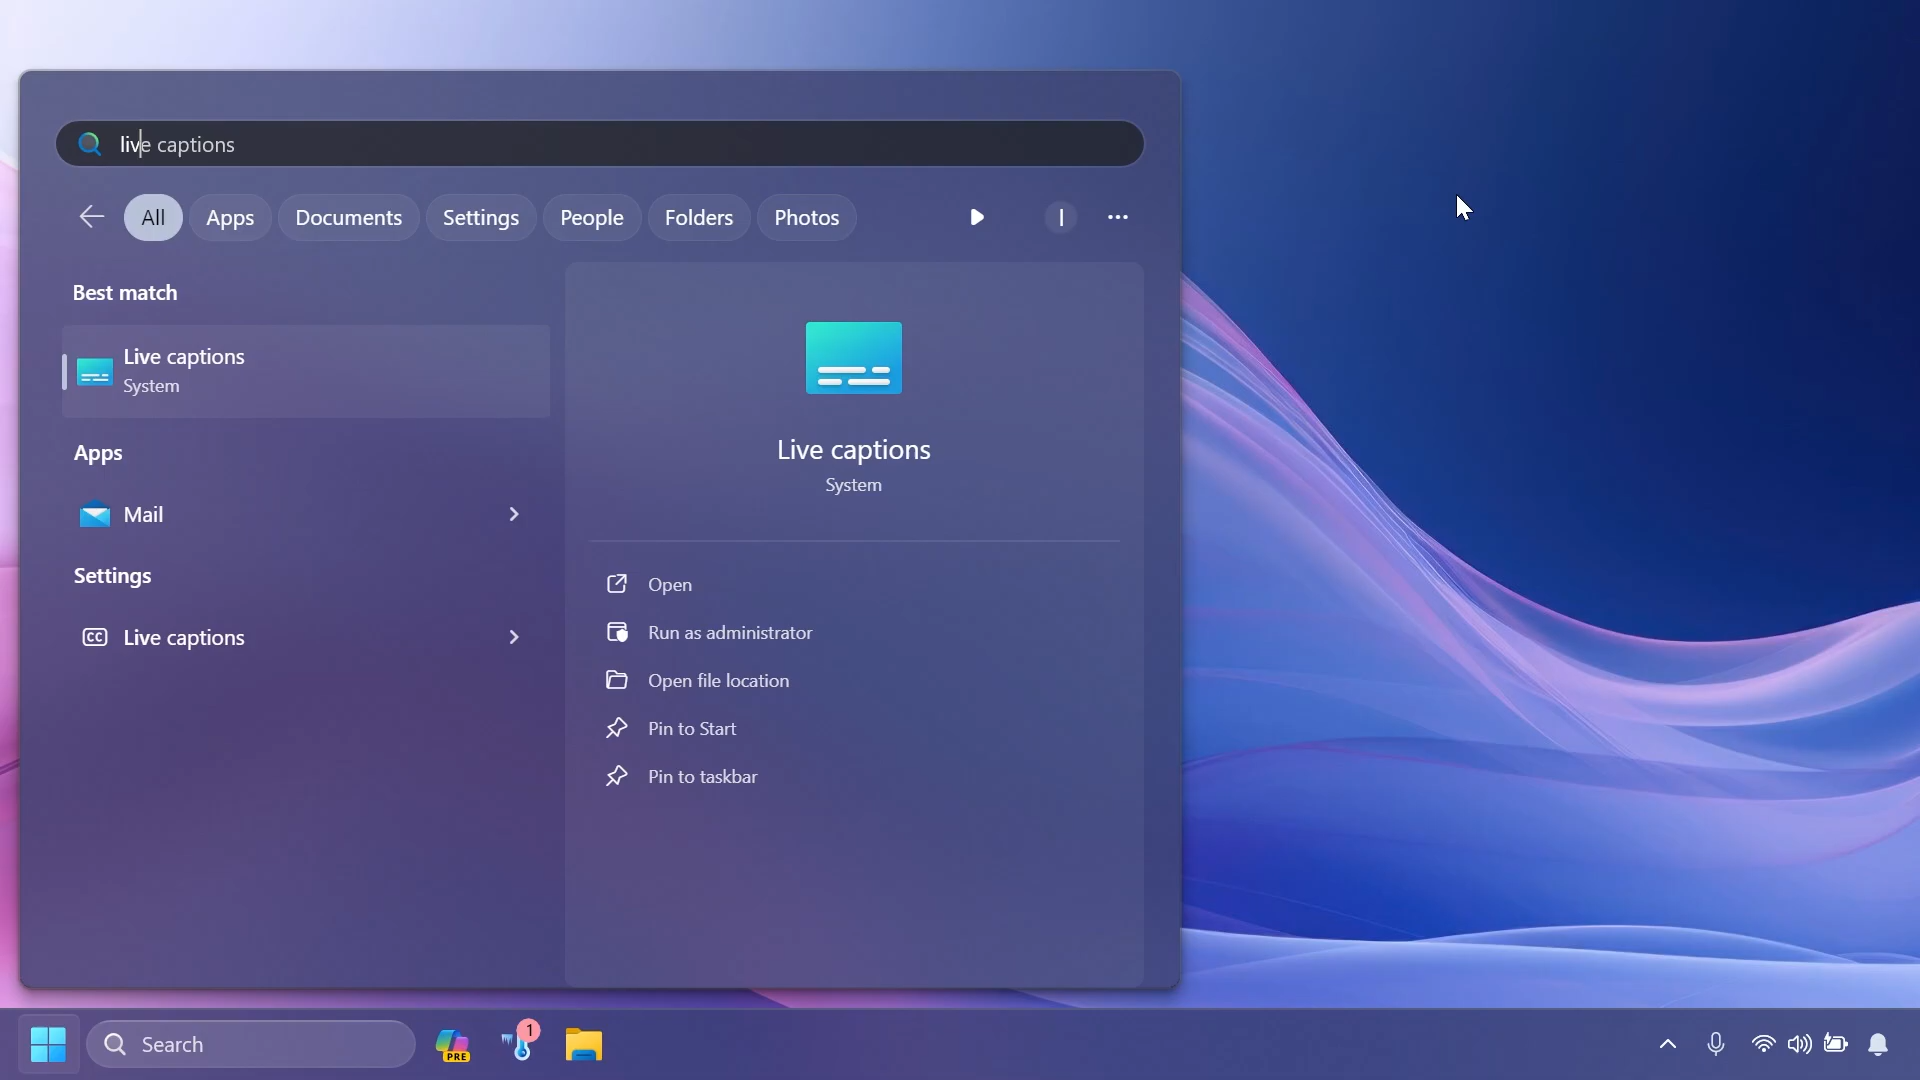 live captions
All Apps Documents Settings People Folders Photos I
Best match
Live captions
System
Apps
Mail
Settings
CC Live captions
Live captions
System
Open
Run as administrator
Open file location
Pin to Start
Pin to taskbar
Search PRE 1